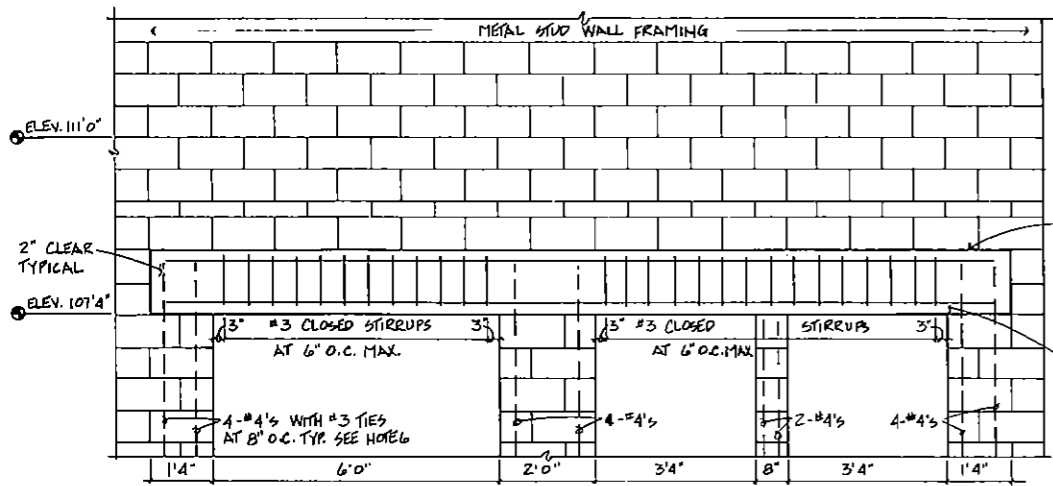 METAL STUD WALL FRAMING
ELEV. 111'0"
2" CLEAR
TYPICAL
ELEV. 107'4"
3" #3 CLOSED STIRRUPS 3"
AT 6" O.C. MAX.
3" #3 CLOSED STIRRUPS 3"
AT 6" O.C. MAX
4-#4'S WITH #3 TIES
AT 8" O.C. TYP. SEE NOTE 6
4-#4'S
2-#4'S
4-#4'S
1'4" 6'0" 2'0" 3'4" 8" 3'4" 1'4"